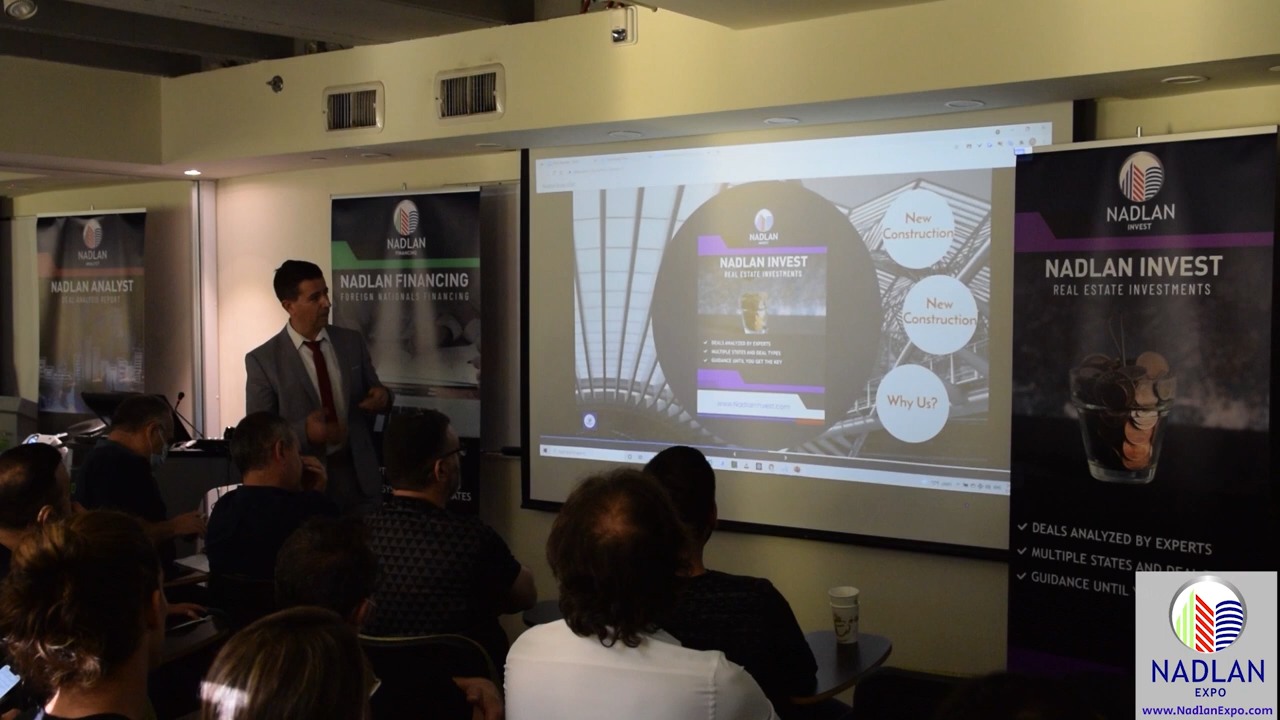 NADLAN
ANALYST
NADLAN ANALYST
DEAL ANALYSIS REPORT
NADLAN
FINANCING
NADLAN FINANCING
FOREIGN NATIONALS FINANCING
NADLAN
INVEST
NADLAN INVEST
REAL ESTATE INVESTMENTS
✓ DEALS ANALYZED BY EXPERTS
✓ MULTIPLE STATES AND DEAL TYPES
✓ GUIDANCE UNTIL YOU GET THE KEY
New
Construction
New
Construction
Why Us?
NADLAN
INVEST
NADLAN INVEST
REAL ESTATE INVESTMENTS
✓ DEALS ANALYZED BY EXPERTS
✓ MULTIPLE STATES AND DEAL
✓ GUIDANCE UNTIL
NADLAN
EXPO
www.NadlanExpo.com